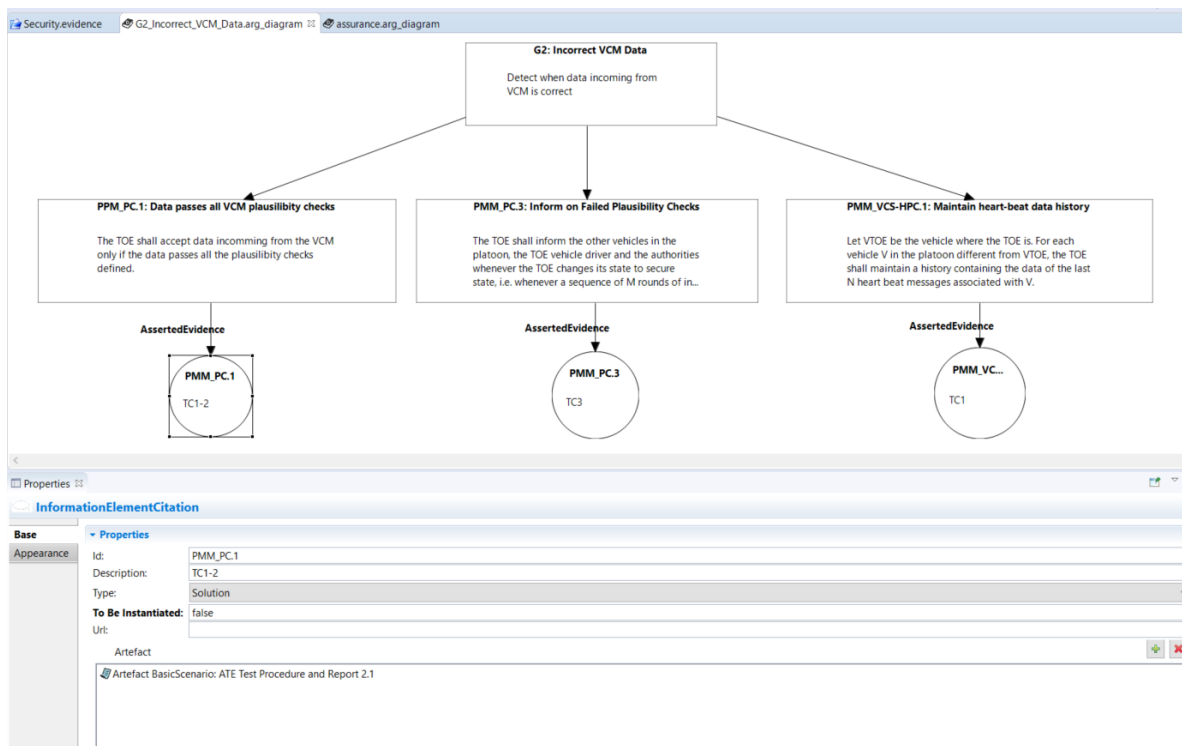 Security.evidence
G2_Incorrect_VCM_Data.arg_diagram
assurance.arg_diagram
G2: Incorrect VCM Data
Detect when data incoming from
VCM is correct
PPM_PC.1: Data passes all VCM plausilibity checks
The TOE shall accept data incomming from the VCM
only if the data passes all the plausilibity checks
defined.
PMM_PC.3: Inform on Failed Plausibility Checks
The TOE shall inform the other vehicles in the
platoon, the TOE vehicle driver and the authorities
whenever the TOE changes its state to secure
state, i.e. whenever a sequence of M rounds of in...
PMM_VCS-HPC.1: Maintain heart-beat data history
Let VTOE be the vehicle where the TOE is. For each
vehicle V in the platoon different from VTOE, the TOE
shall maintain a history containing the data of the last
N heart beat messages associated with V.
AssertedEvidence
AssertedEvidence
AssertedEvidence
PMM_PC.1
TC1-2
PMM_PC.3
TC3
PMM_VC...
TC1
Properties
InformationElementCitation
Base
Appearance
Properties
Id: PMM_PC.1
Description: TC1-2
Type: Solution
To Be Instantiated: false
Url:
Artefact
Artefact BasicScenario: ATE Test Procedure and Report 2.1